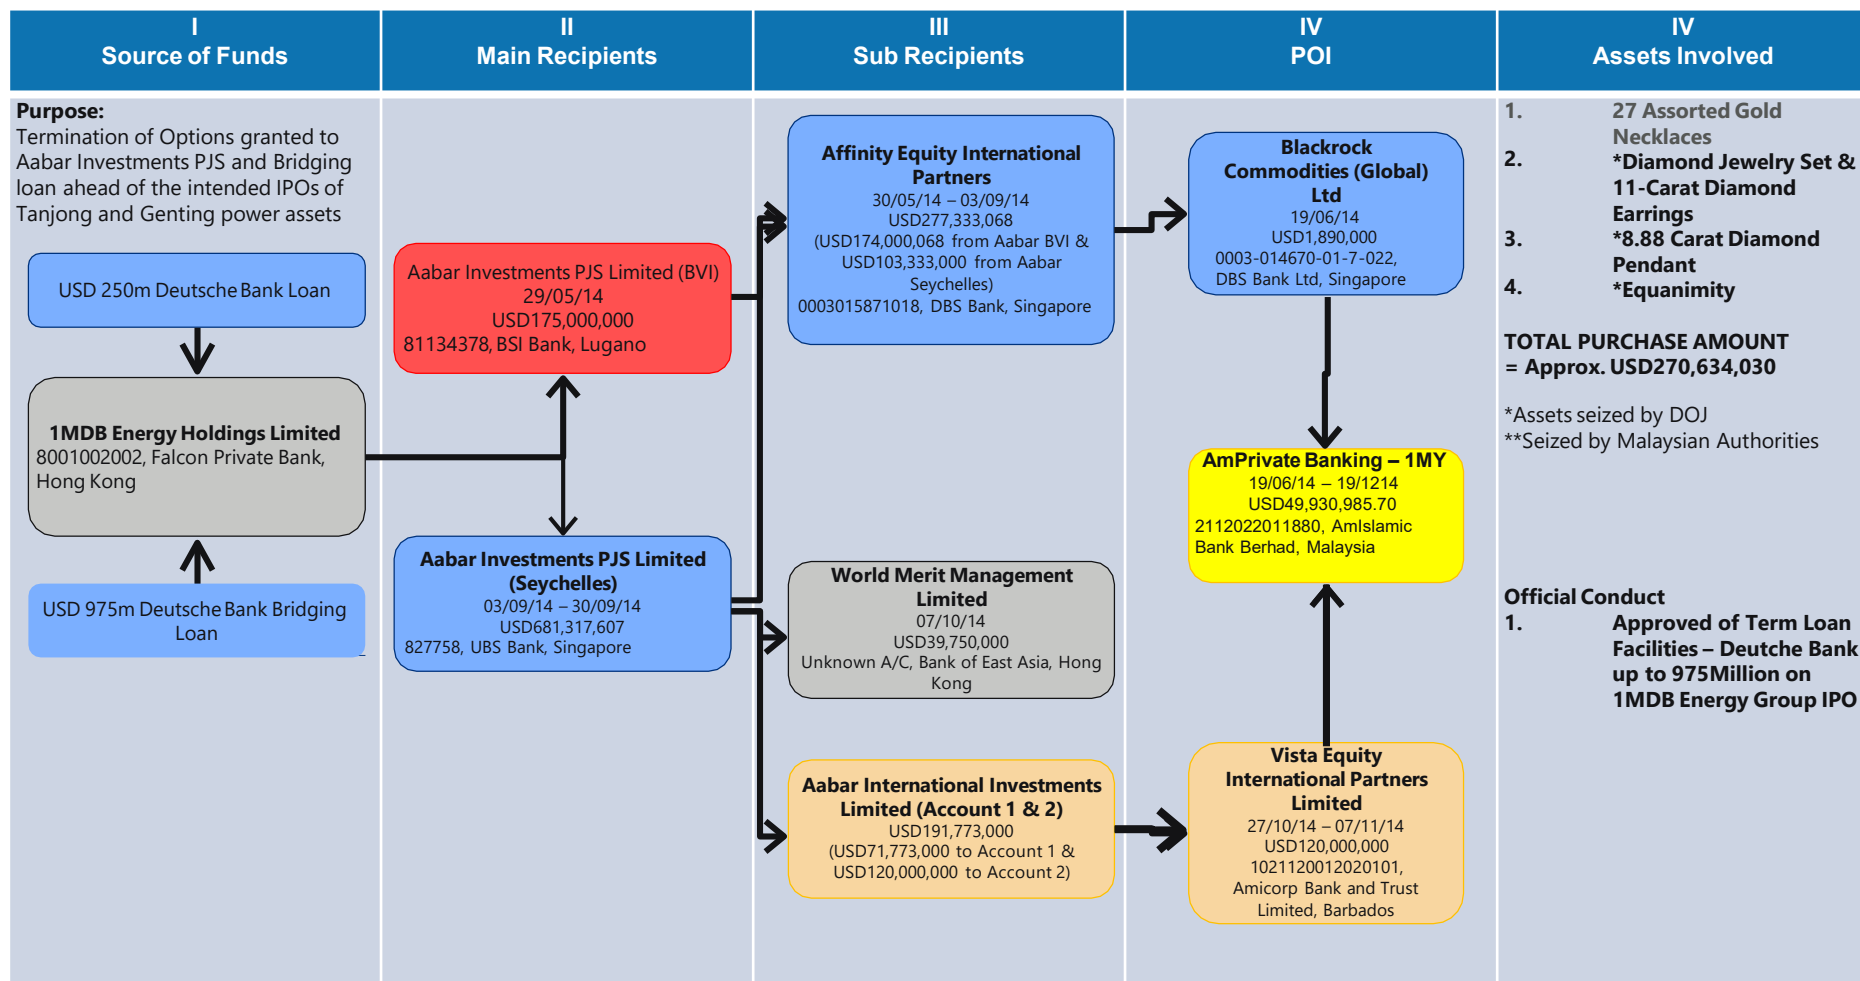 I
Source of Funds
II
Main Recipients
III
Sub Recipients
IV
POI
IV
Assets Involved
Purpose:
Termination of Options granted to
Aabar Investments PJS and Bridging
loan ahead of the intended IPOs of
Tanjong and Genting power assets
USD 250m Deutsche Bank Loan
1MDB Energy Holdings Limited
8001002002, Falcon Private Bank,
Hong Kong
USD 975m Deutsche Bank Bridging
Loan
Aabar Investments PJS Limited (BVI)
29/05/14
USD175,000,000
81134378, BSI Bank, Lugano
Aabar Investments PJS Limited
(Seychelles)
03/09/14 – 30/09/14
USD681,317,607
827758, UBS Bank, Singapore
Affinity Equity International
Partners
30/05/14 – 03/09/14
USD277,333,068
(USD174,000,068 from Aabar BVI &
USD103,333,000 from Aabar
Seychelles)
0003015871018, DBS Bank, Singapore
World Merit Management
Limited
07/10/14
USD39,750,000
Unknown A/C, Bank of East Asia, Hong
Kong
Aabar International Investments
Limited (Account 1 & 2)
USD191,773,000
(USD71,773,000 to Account 1 &
USD120,000,000 to Account 2)
Blackrock
Commodities (Global)
Ltd
19/06/14
USD1,890,000
0003-014670-01-7-022,
DBS Bank Ltd, Singapore
AmPrivate Banking – 1MY
19/06/14 – 19/1214
USD49,930,985.70
2112022011880, AmIslamic
Bank Berhad, Malaysia
Vista Equity
International Partners
Limited
27/10/14 – 07/11/14
USD120,000,000
1021120012020101,
Amicorp Bank and Trust
Limited, Barbados
1. 27 Assorted Gold
Necklaces
2. *Diamond Jewelry Set &
11-Carat Diamond
Earrings
3. *8.88 Carat Diamond
Pendant
4. *Equanimity
TOTAL PURCHASE AMOUNT
= Approx. USD270,634,030
*Assets seized by DOJ
**Seized by Malaysian Authorities
Official Conduct
1. Approved of Term Loan
Facilities – Deutche Bank
up to 975Million on
1MDB Energy Group IPO